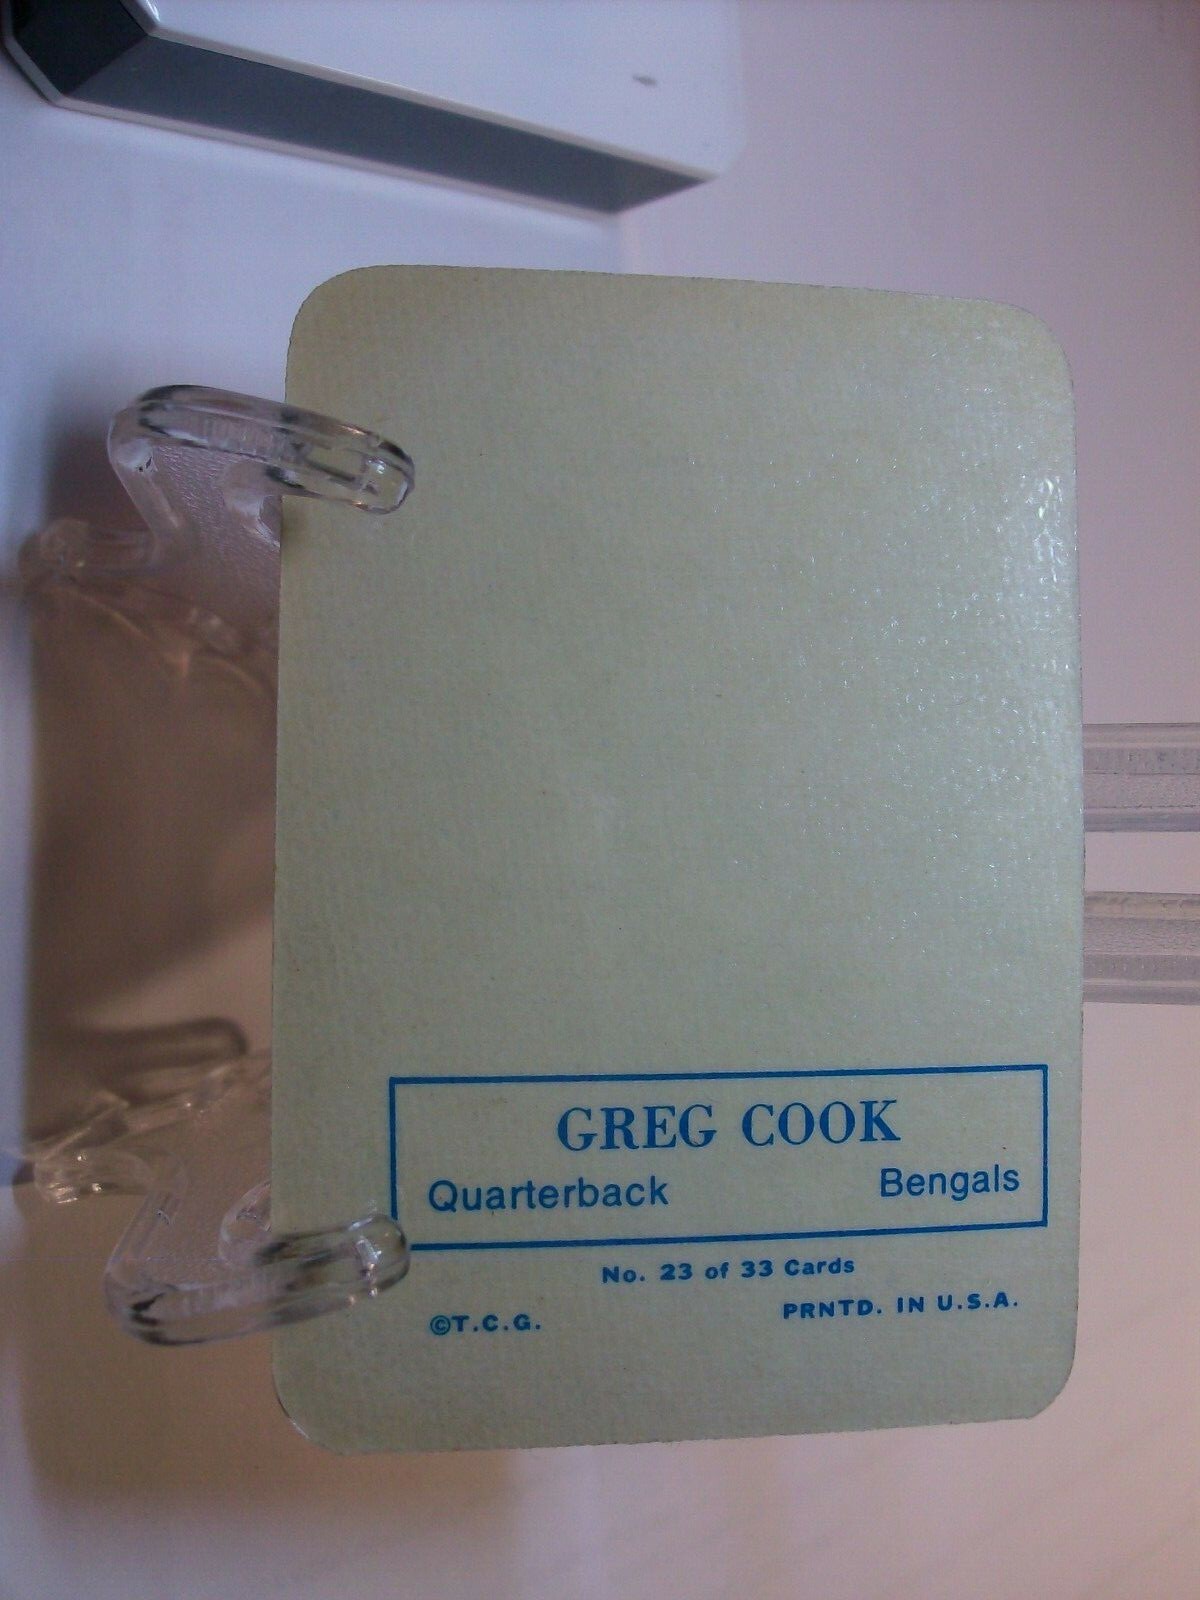 GREG COOK
Quarterback Bengals
No. 23 of 33 Cards
©T.C.G. PRNTD. IN U.S.A.